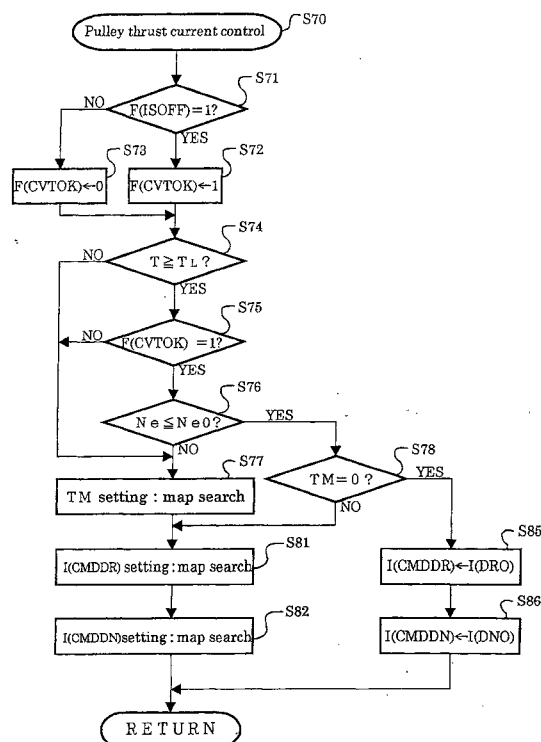 Pulley thrust current control
S70
S71
NO
F(ISOFF)=1?
YES
S73
S72
F(CVTOK)←0
F(CVTOK)←1
S74
NO
T≧TL?
YES
S75
NO
F(CVTOK) =1?
YES
S76
Ne≦Ne0?
YES
NO
S77
S78
TM setting : map search
TM=0 ?
YES
NO
S81
S85
I(CMDDR) setting : map search
I(CMDDR)←I(DRO)
S82
S86
I(CMDDN)setting : map search
I(CMDDN)←I(DNO)
RETURN